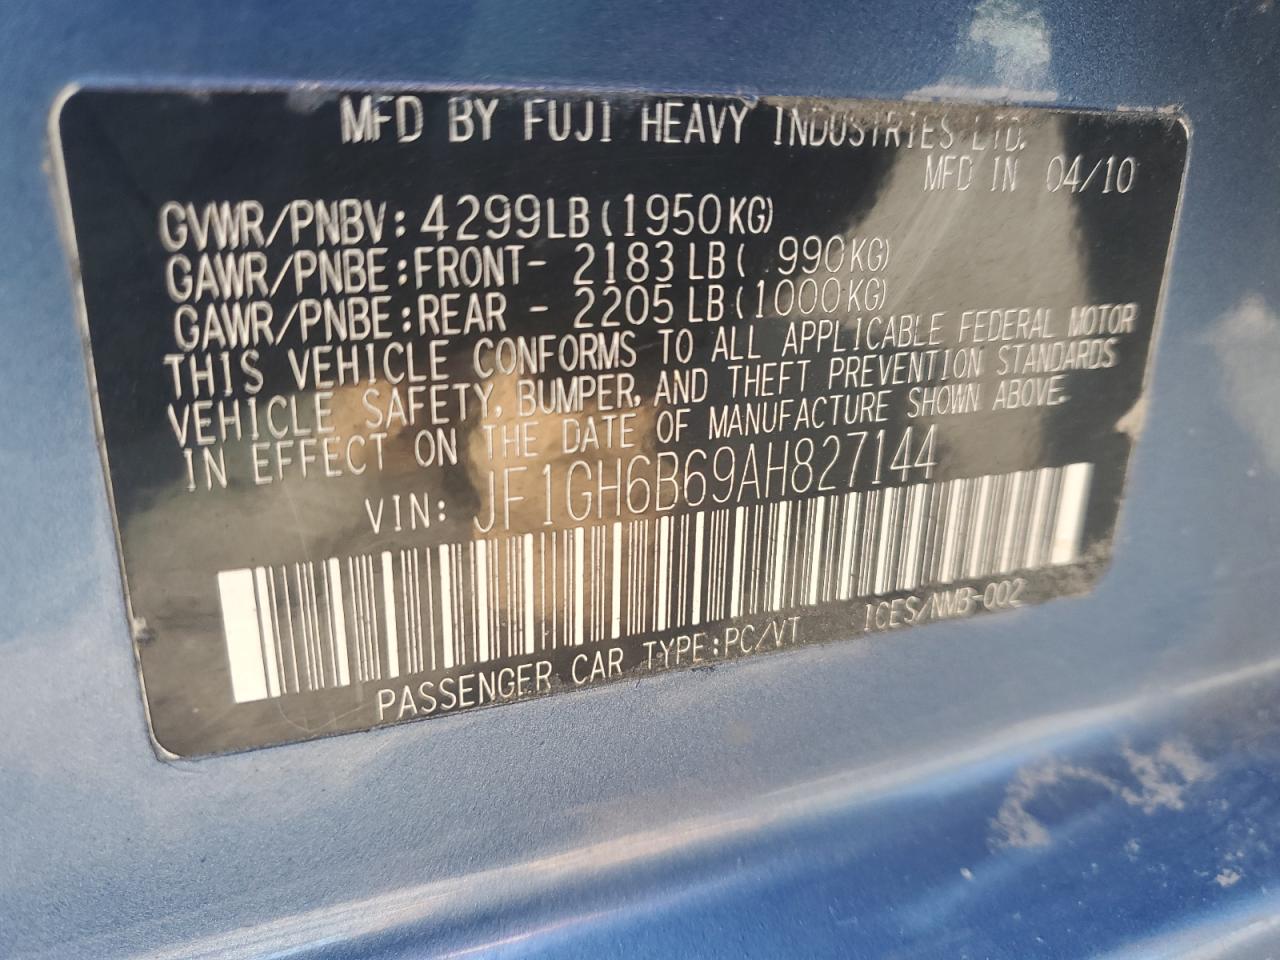 MFD BY FUJI HEAVY INDUSTRIES LTD.
MFD IN 04/10
GVWR/PNBV: 4299LB (1950KG)
GAWR/PNBE:FRONT- 2183LB ( 990KG)
GAWR/PNBE:REAR - 2205LB (1000KG)
THIS VEHICLE CONFORMS TO ALL APPLICABLE FEDERAL MOTOR
VEHICLE SAFETY, BUMPER, AND THEFT PREVENTION STANDARDS
IN EFFECT ON THE DATE OF MANUFACTURE SHOWN ABOVE.
VIN: JF1GH6B69AH827144
PASSENGER CAR TYPE:PC/VT ICES/NMB-002